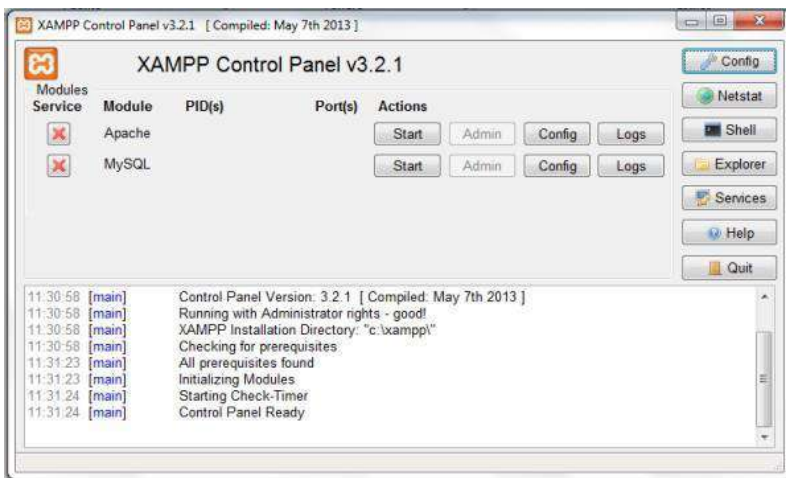 XAMPP Control Panel v3.2.1 [ Compiled: May 7th 2013 ]
XAMPP Control Panel v3.2.1
Config
Modules
Service Module PID(s) Port(s) Actions
Netstat
Apache Start Admin Config Logs
Shell
MySQL Start Admin Config Logs
Explorer
Services
Help
Quit
11:30:58 [main] Control Panel Version: 3.2.1 [ Compiled: May 7th 2013 ]
11:30:58 [main] Running with Administrator rights - good!
11:30:58 [main] XAMPP Installation Directory: "c:\xampp\"
11:30:58 [main] Checking for prerequisites
11:31:23 [main] All prerequisites found
11:31:23 [main] Initializing Modules
11:31:24 [main] Starting Check-Timer
11:31:24 [main] Control Panel Ready